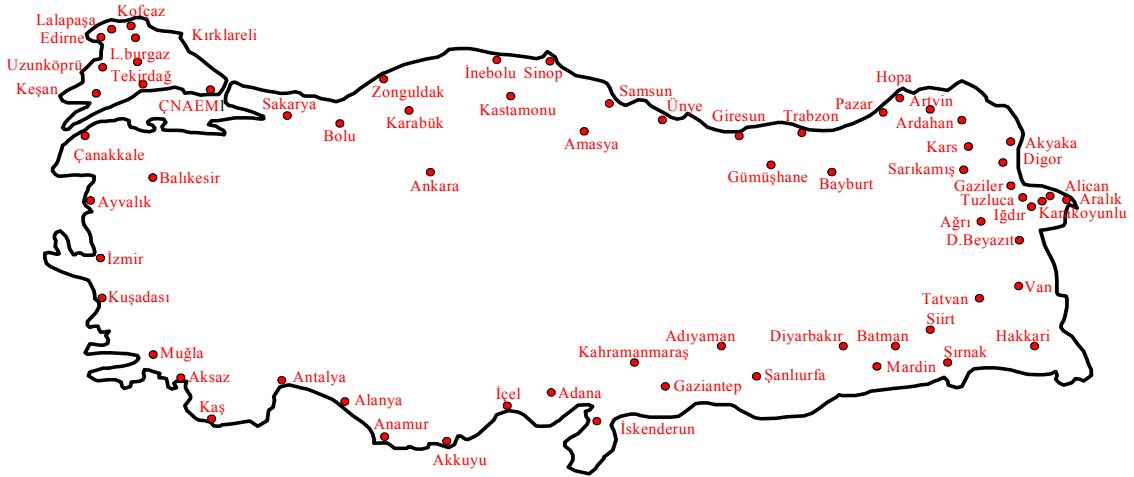 Kofçaz
Lalapaşa
Edirne
Kırklareli
L.burgaz
Uzunköprü
Tekirdağ
Keşan
ÇNAEM1
Sakarya
Bolu
Zonguldak
Karabük
İnebolu
Sinop
Kastamonu
Samsun
Ünve
Amasya
Giresun
Trabzon
Pazar
Hopa
Artvin
Ardahan
Kars
Akyaka
Digor
Sarıkamış
Gümüşhane
Bayburt
Gaziler
Tuzluca
Iğdır
Alican
Aralık
Karakoyunlu
Ağrı
D.Beyazıt
Çanakkale
Balıkesir
Ankara
Ayvalık
İzmir
Kuşadası
Van
Tatvan
Siirt
Hakkari
Adıyaman
Diyarbakır
Batman
Kahramanmaraş
Mardin
Sırnak
Gaziantep
Şanlıurfa
Muğla
Aksaz
Antalya
Kaş
Alanya
Anamur
Akkuyu
İçel
Adana
İskenderun